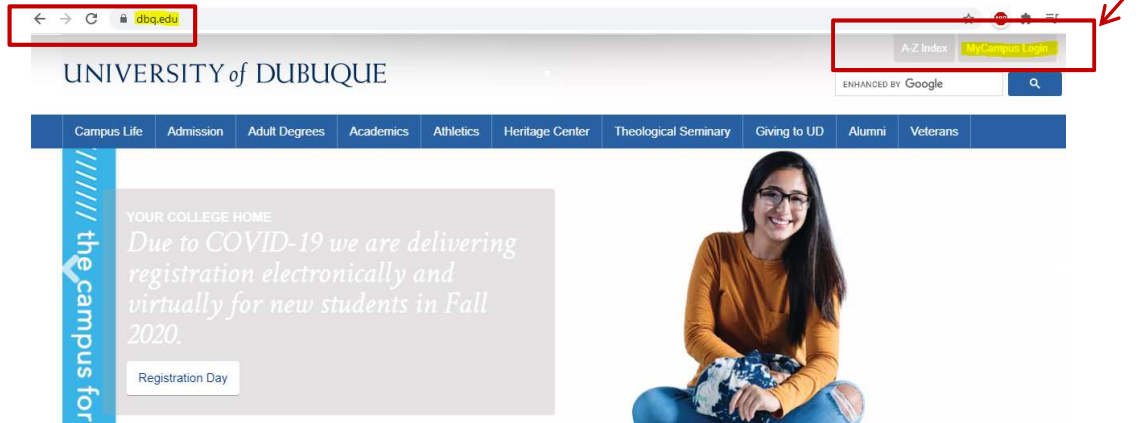 dbq.edu
A-Z Index MyCampus Login
UNIVERSITY of DUBUQUE
ENHANCED BY Google
Campus Life Admission Adult Degrees Academics Athletics Heritage Center Theological Seminary Giving to UD Alumni Veterans
YOUR COLLEGE HOME
Due to COVID-19 we are delivering
registration electronically and
virtually for new students in Fall
2020.
Registration Day
////// the campus for